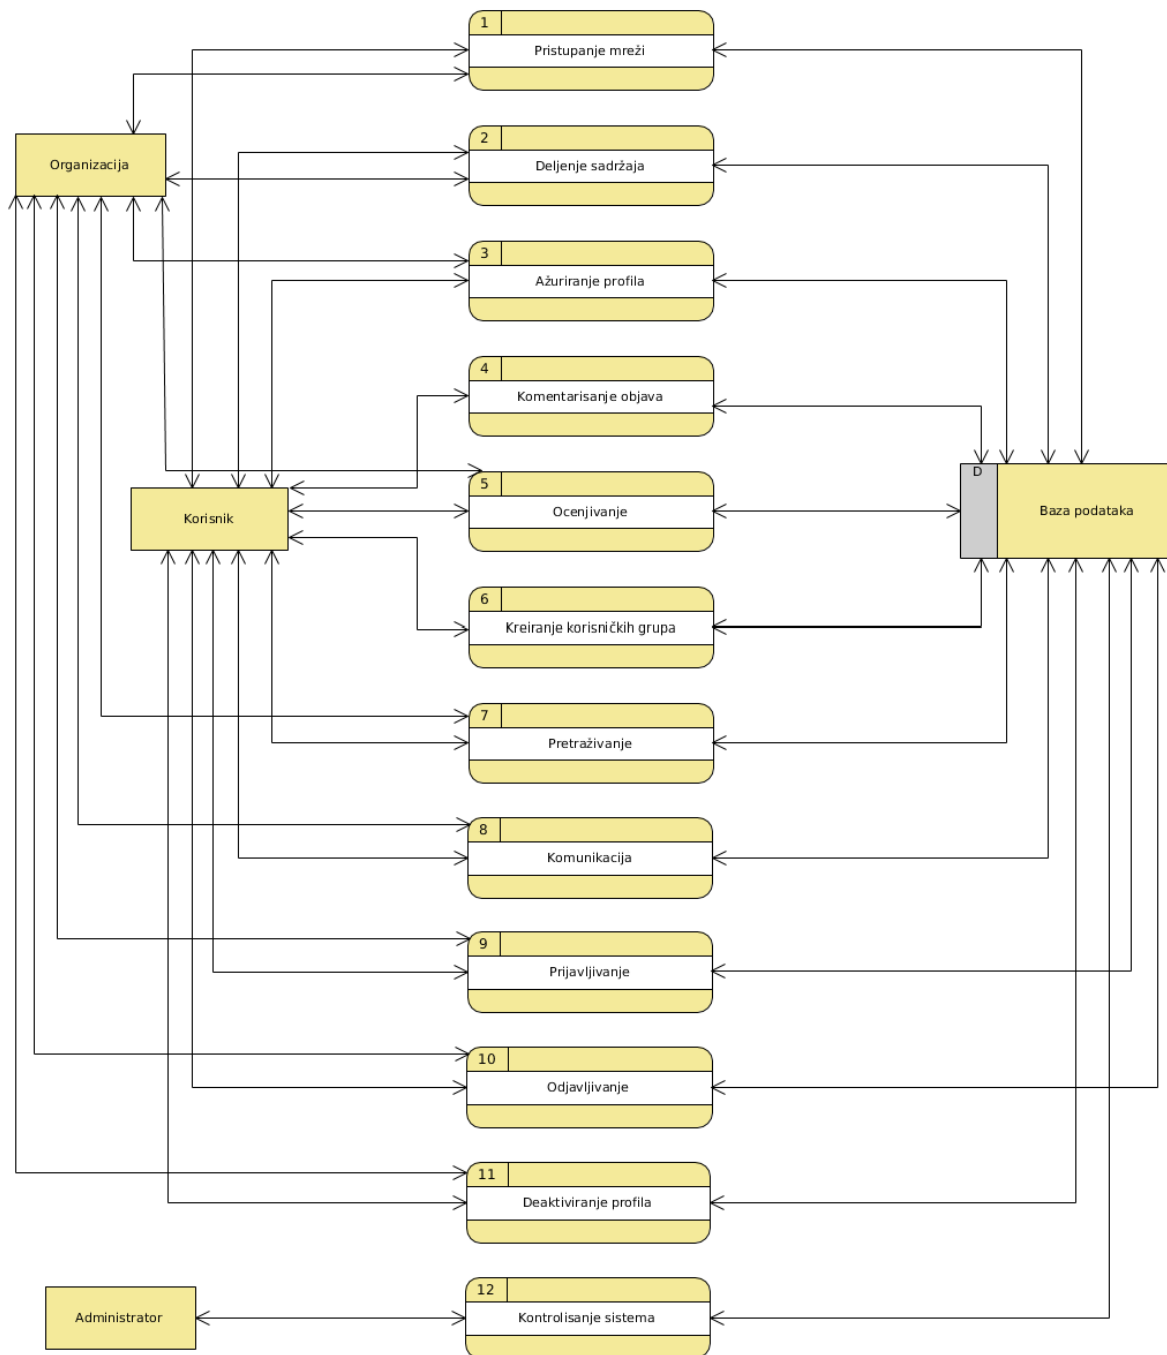 1
Pristupanje mreži
Organizacija
2
Deljenje sadržaja
3
Ažuriranje profila
4
Komentarisanje objava
Korisnik
5
Ocenjivanje
D
Baza podataka
6
Kreiranje korisničkih grupa
7
Pretraživanje
8
Komunikacija
9
Prijavljivanje
10
Odjavljivanje
11
Deaktiviranje profila
Administrator
12
Kontrolisanje sistema